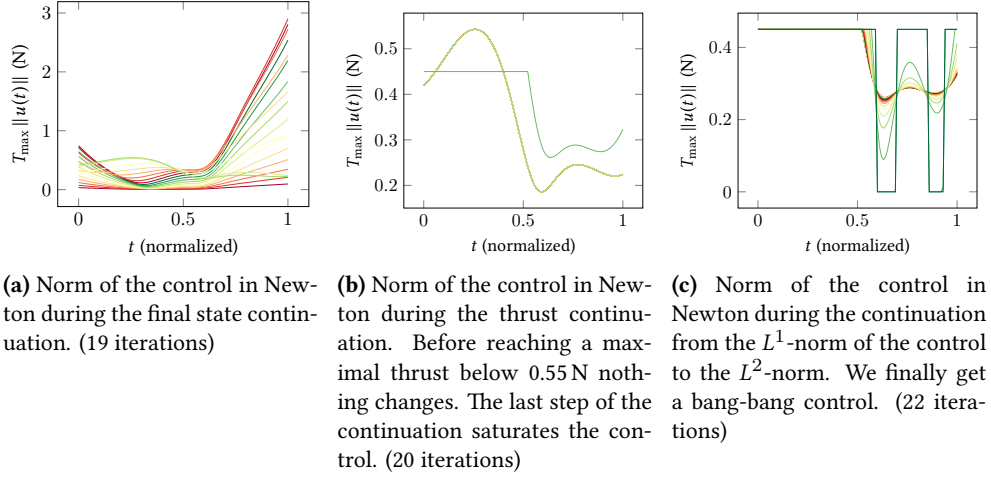 3
2
1
0
0
0.5
1
T_max ||u(t)|| (N)
t (normalized)
0.5
0.4
0.3
0.2
0
0.5
1
T_max ||u(t)|| (N)
t (normalized)
0.4
0.2
0
0
0.5
1
T_max ||u(t)|| (N)
t (normalized)
(a) Norm of the control in New-
ton during the final state contin-
uation. (19 iterations)
(b) Norm of the control in New-
ton during the thrust continu-
ation. Before reaching a max-
imal thrust below 0.55 N noth-
ing changes. The last step of the
continuation saturates the con-
trol. (20 iterations)
(c) Norm of the control in
Newton during the continuation
from the L¹-norm of the control
to the L²-norm. We finally get
a bang-bang control. (22 itera-
tions)